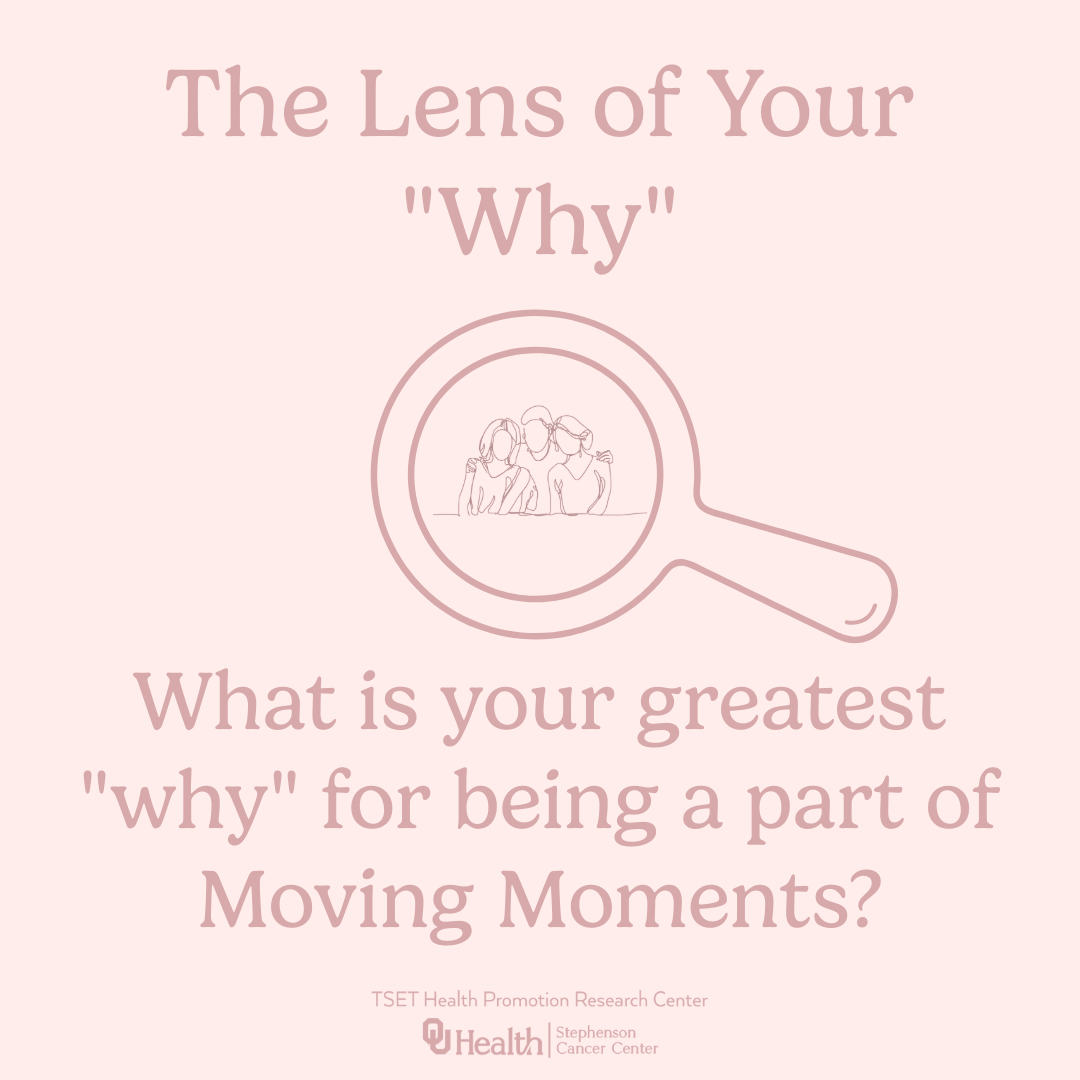 The Lens of Your
"Why"
What is your greatest
"why" for being a part of
Moving Moments?
TSET Health Promotion Research Center
OU Health | Stephenson
Cancer Center